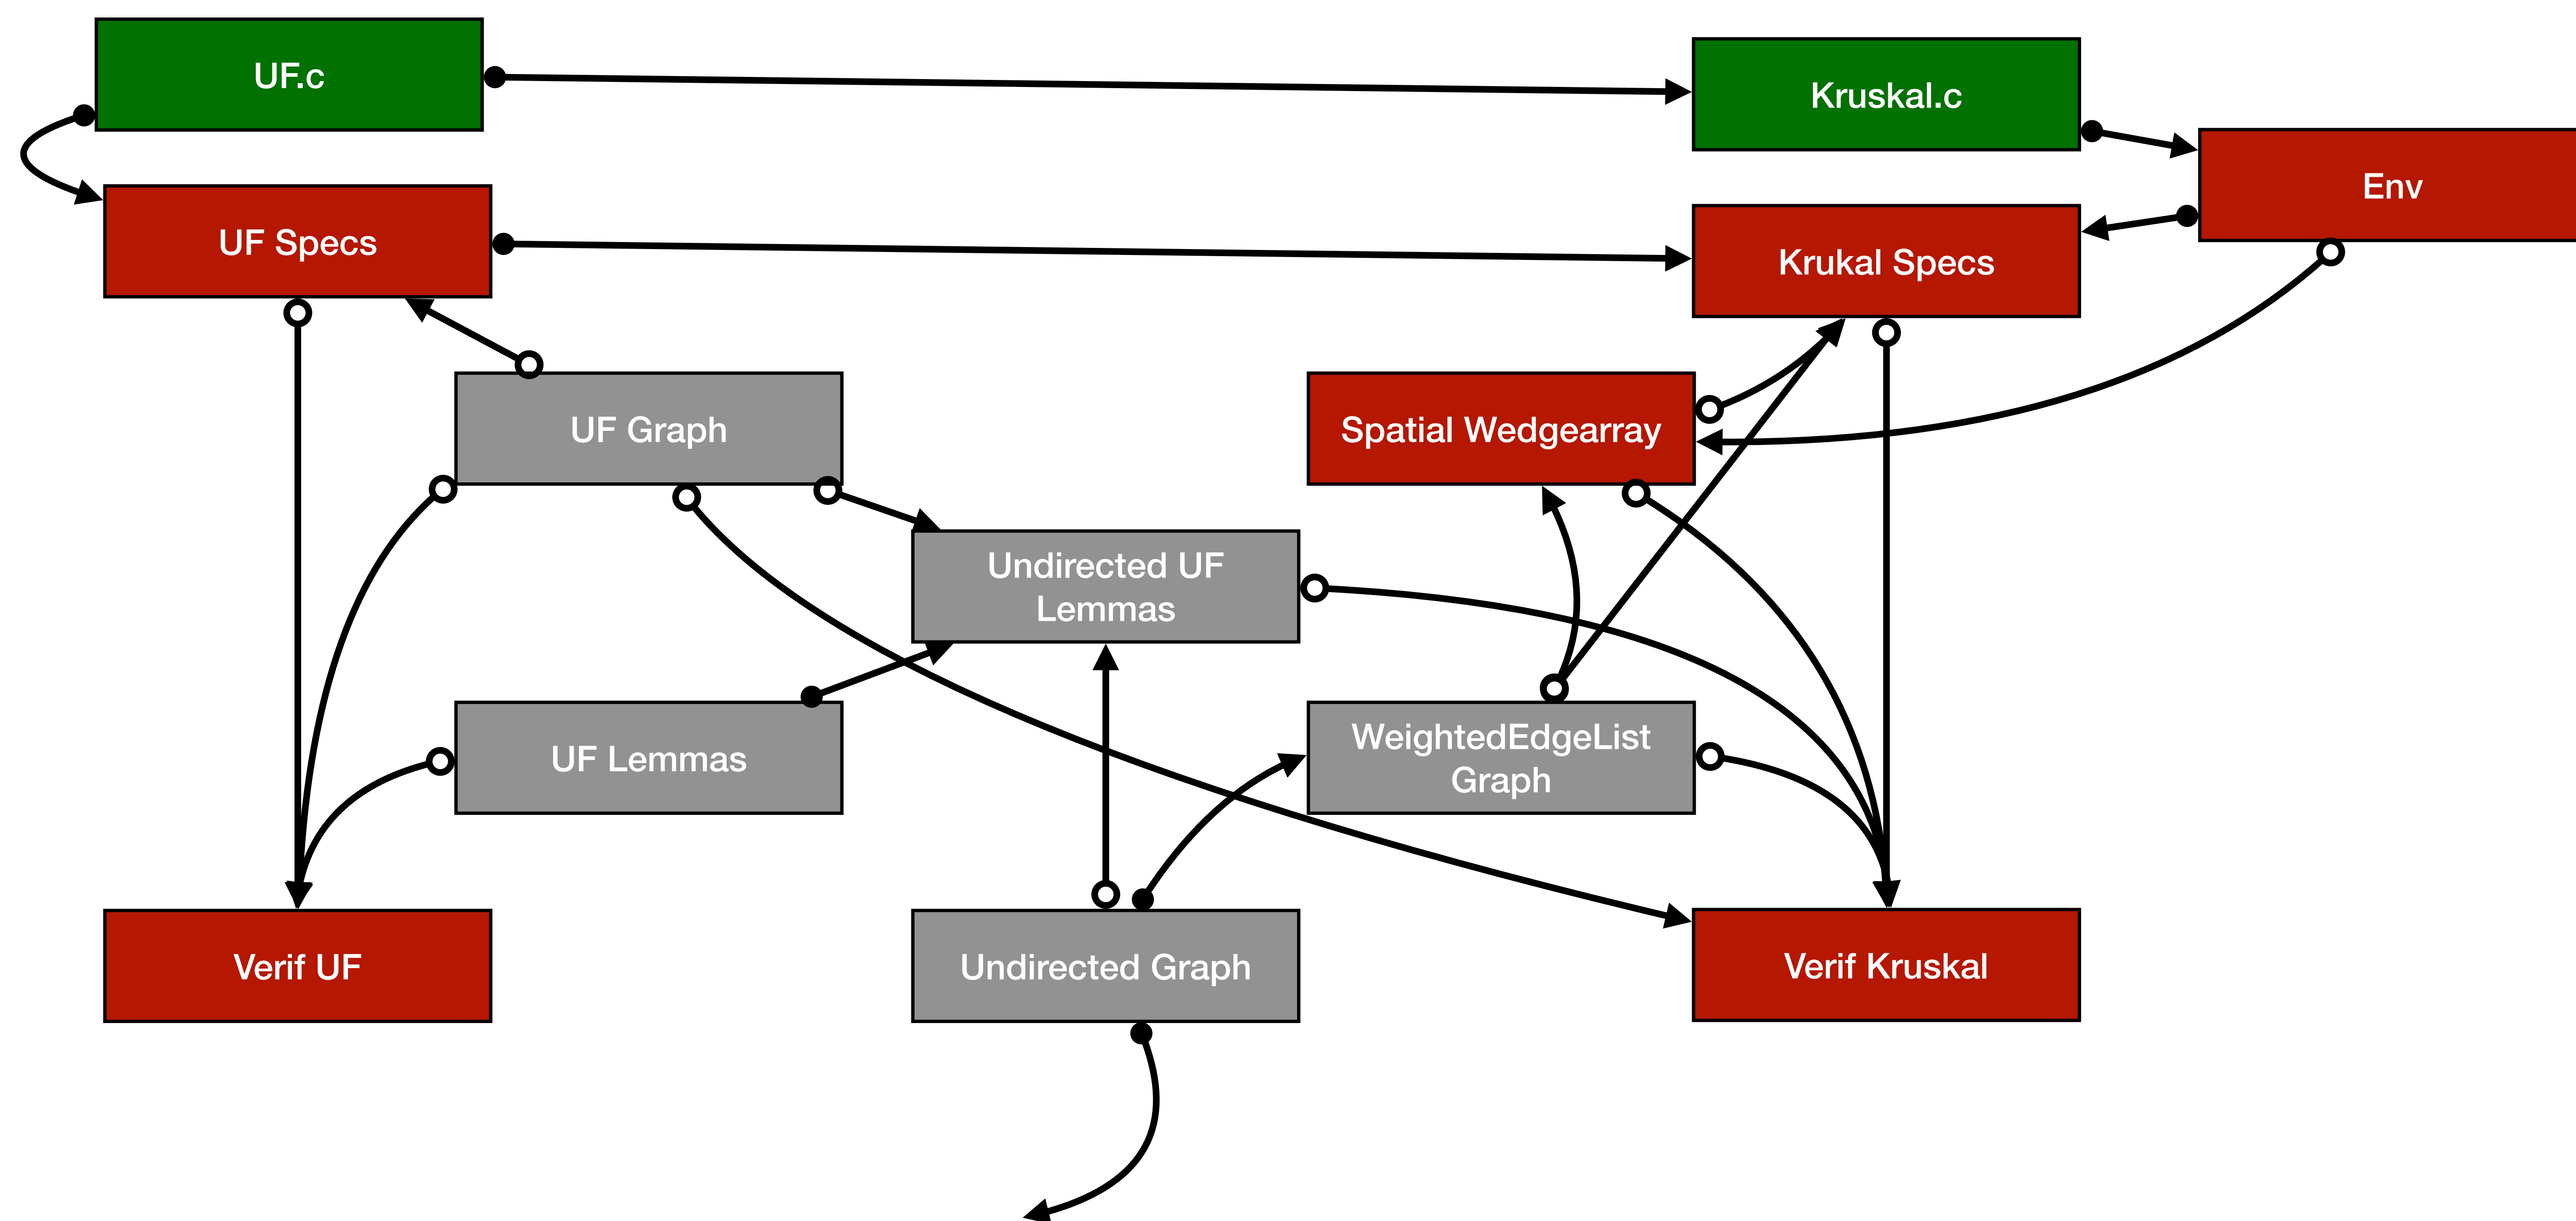 UF.c
Kruskal.c
Env
UF Specs
Krukal Specs
UF Graph
Spatial Wedgearray
Undirected UF
Lemmas
UF Lemmas
WeightedEdgeList
Graph
Verif UF
Undirected Graph
Verif Kruskal